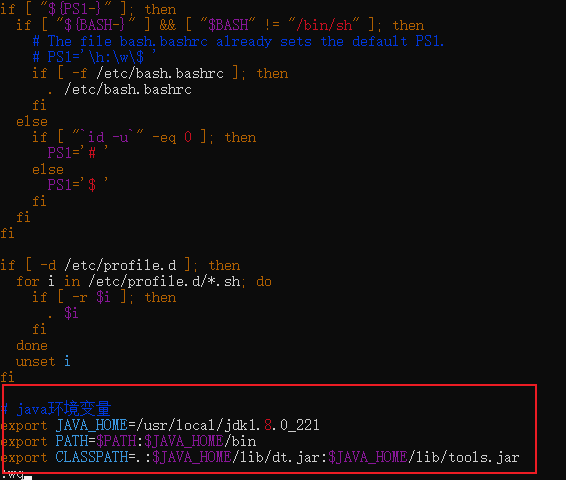 if [ "${PS1-}" ]; then
  if [ "${BASH-}" ] && [ "$BASH" != "/bin/sh" ]; then
    # The file bash.bashrc already sets the default PS1.
    # PS1='\h:\w\$ '
    if [ -f /etc/bash.bashrc ]; then
      . /etc/bash.bashrc
    fi
  else
    if [ "`id -u`" -eq 0 ]; then
      PS1='# '
    else
      PS1='$ '
    fi
  fi
fi

if [ -d /etc/profile.d ]; then
  for i in /etc/profile.d/*.sh; do
    if [ -r $i ]; then
      . $i
    fi
  done
  unset i
fi

# java环境变量
export JAVA_HOME=/usr/local/jdk1.8.0_221
export PATH=$PATH:$JAVA_HOME/bin
export CLASSPATH=.:$JAVA_HOME/lib/dt.jar:$JAVA_HOME/lib/tools.jar
:wq